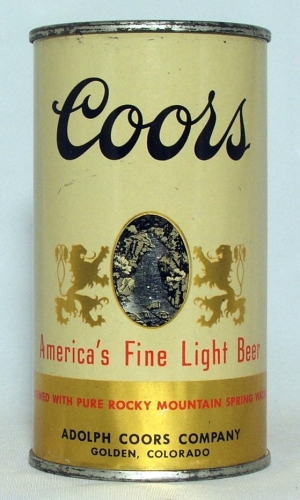 Coors
America's Fine Light Beer
WITH PURE ROCKY MOUNTAIN SPRING
ADOLPH COORS COMPANY
GOLDEN, COLORADO